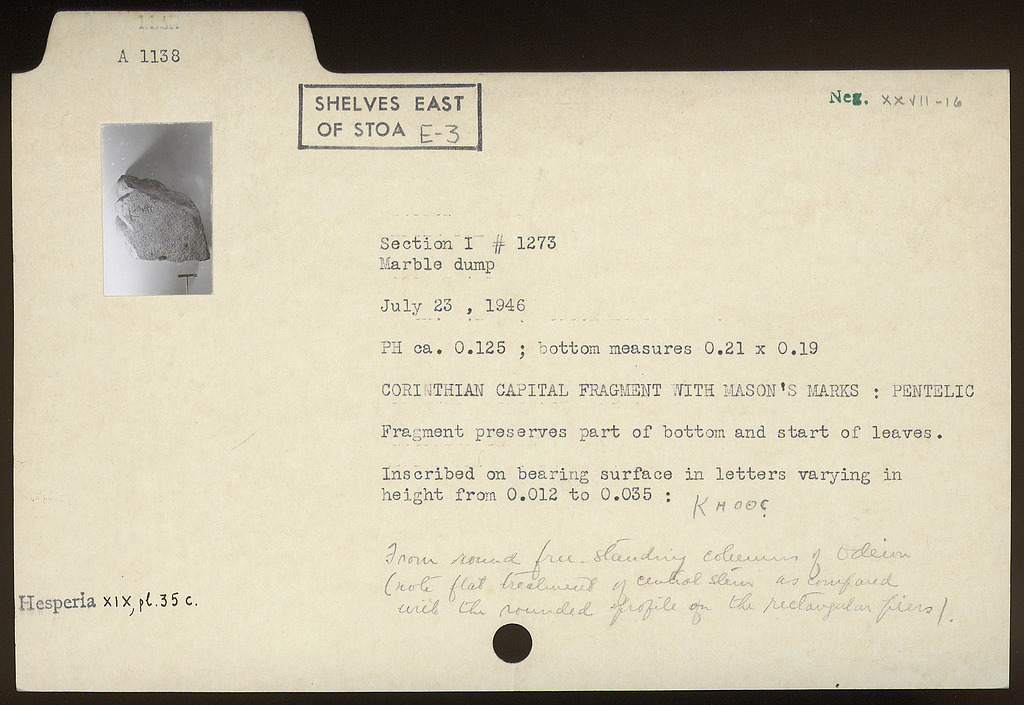 A 1138
SHELVES EAST
OF STOA E-3
Neg. XXVII-16
Section I # 1273
Marble dump
July 23 , 1946
PH ca. 0.125 ; bottom measures 0.21 x 0.19
CORINTHIAN CAPITAL FRAGMENT WITH MASON'S MARKS : PENTELIC
Fragment preserves part of bottom and start of leaves.
Inscribed on bearing surface in letters varying in
height from 0.012 to 0.035 :
From round free-standing columns of Odeion
(note flat treatment of central stem as compared
with the rounded profile on the rectangular piers).
Hesperia XIX, pl. 35 c.